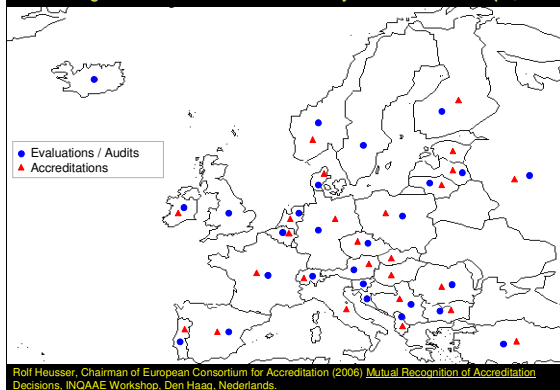 Evaluations / Audits
Accreditations
Rolf Heusser, Chairman of European Consortium for Accreditation (2006) Mutual Recognition of Accreditation
Decisions, INQAAE Workshop, Den Haag, Nederlands.